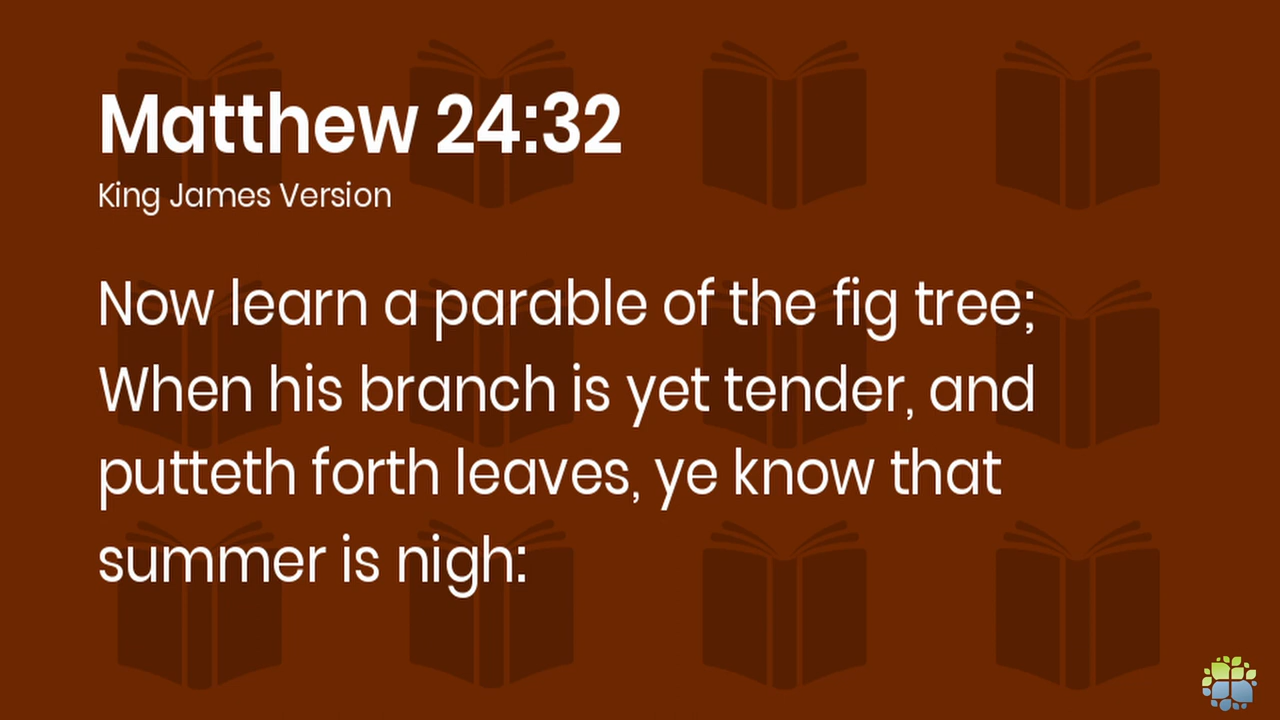 Matthew 24:32
King James Version
Now learn a parable of the fig tree;
When his branch is yet tender, and
putteth forth leaves, ye know that
summer is nigh: